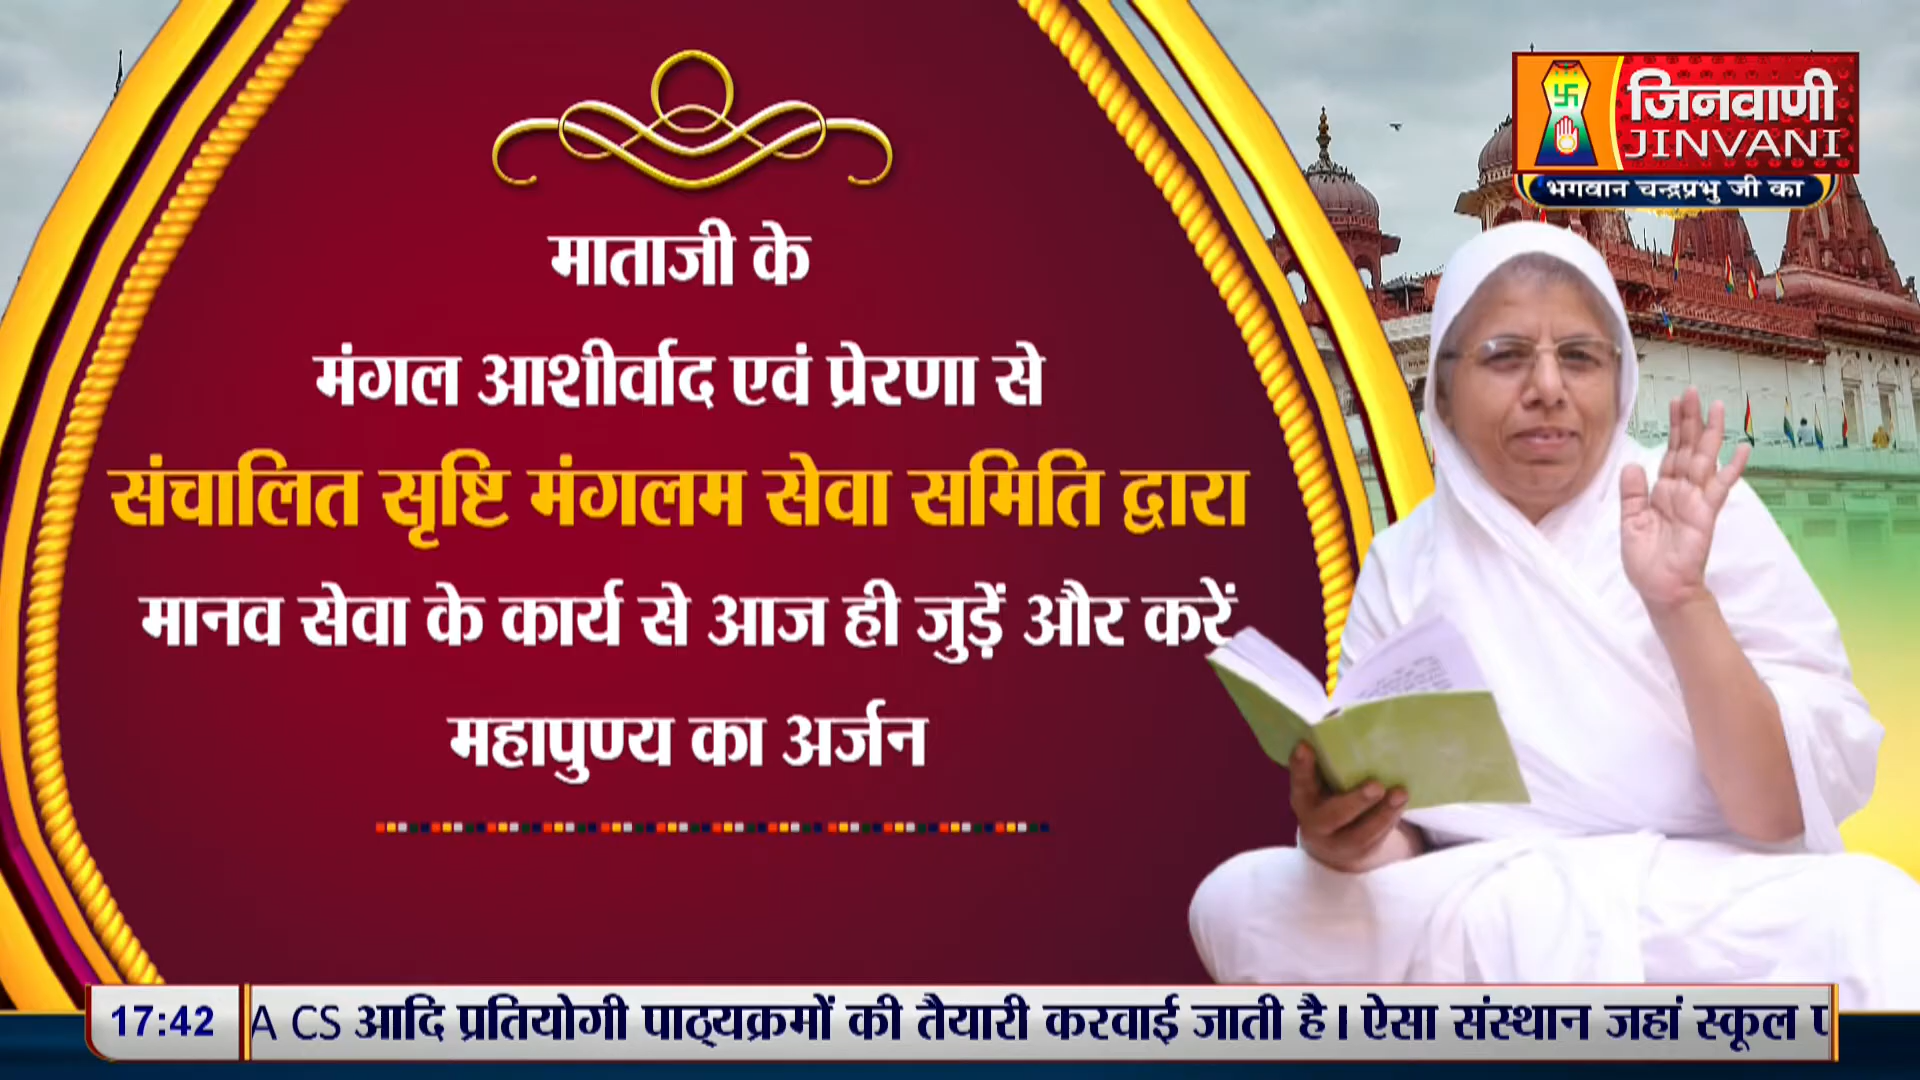 जिनवाणी
JINVANI
भगवान चन्द्रप्रभु जी का
माताजी के
मंगल आशीर्वाद एवं प्रेरणा से
संचालित सृष्टि मंगलम सेवा समिति द्वारा
मानव सेवा के कार्य से आज ही जुड़ें और करें
महापुण्य का अर्जन
17:42
A CS आदि प्रतियोगी पाठ्यक्रमों की तैयारी करवाई जाती है। ऐसा संस्थान जहां स्कूल